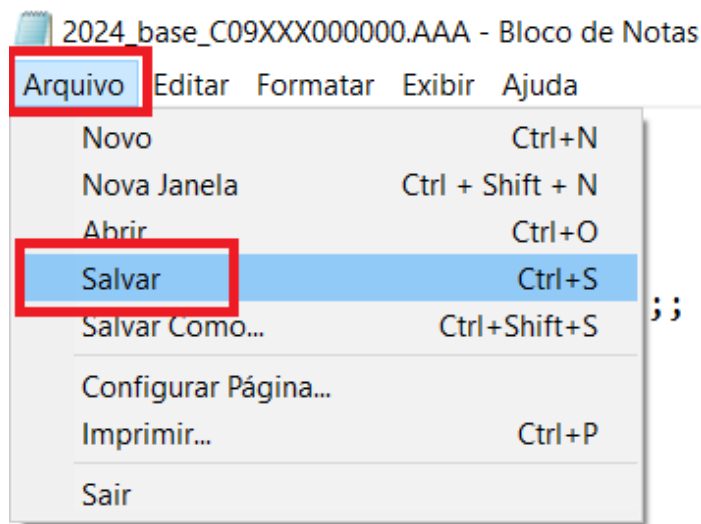 2024_base_C09XXX000000.AAA - Bloco de Notas
Arquivo Editar Formatar Exibir Ajuda
Novo Ctrl+N
Nova Janela Ctrl + Shift + N
Abrir Ctrl+O
Salvar Ctrl+S
;;
Salvar Como... Ctrl+Shift+S
Configurar Página...
Imprimir... Ctrl+P
Sair